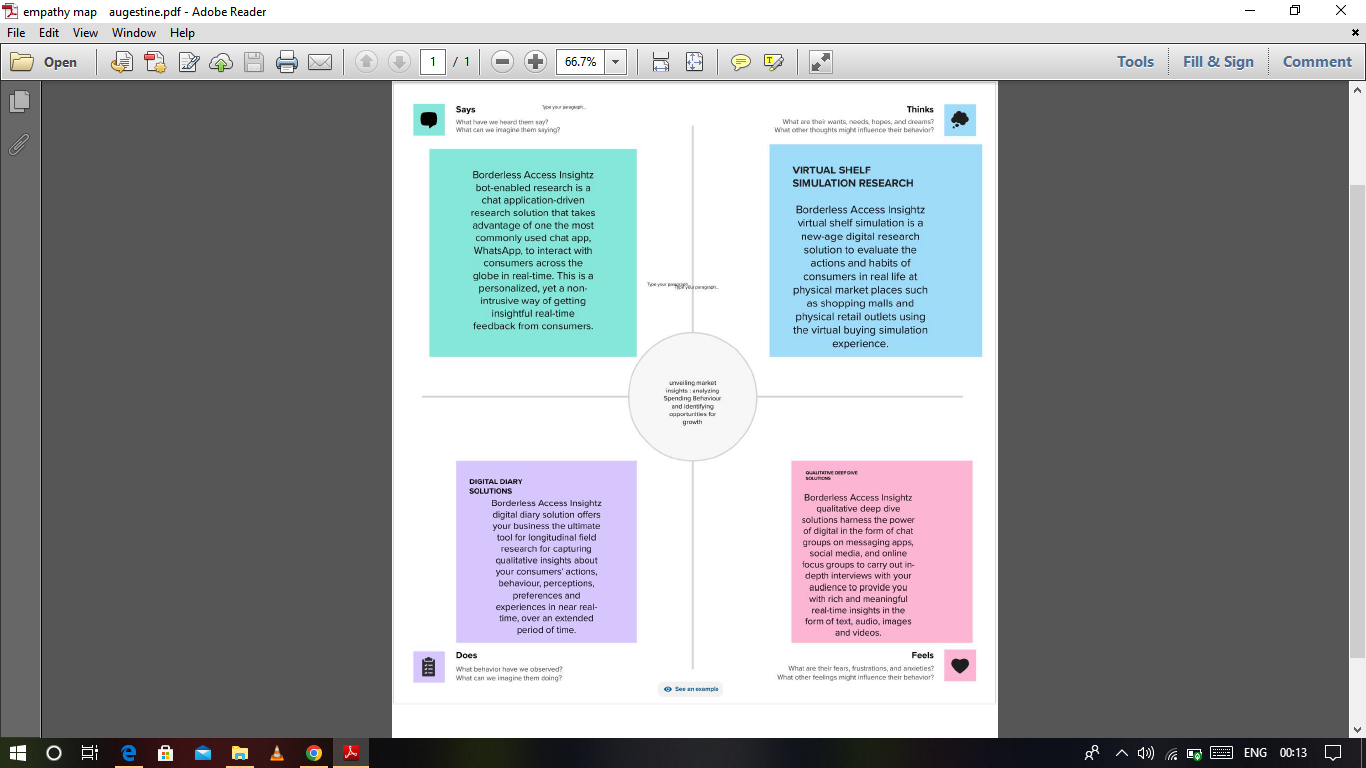 empathy map augestine.pdf - Adobe Reader
File Edit View Window Help
Open
1 / 1
66.7%
Tools
Fill & Sign
Comment
Says
What have we heard them say?
What can we imagine them saying?
Type your paragraph...
Thinks
What are their wants, needs, hopes, and dreams?
What other thoughts might influence their behavior?
Borderless Access Insightz
bot-enabled research is a
chat application-driven
research solution that takes
advantage of one the most
commonly used chat app,
WhatsApp, to interact with
consumers across the
globe in real-time. This is a
personalized, yet a non-
intrusive way of getting
insightful real-time
feedback from consumers.
VIRTUAL SHELF
SIMULATION RESEARCH
Borderless Access Insightz
virtual shelf simulation is a
new-age digital research
solution to evaluate the
actions and habits of
consumers in real life at
physical market places such
as shopping malls and
physical retail outlets using
the virtual buying simulation
experience.
Type your paragraph...
Type your paragraph...
unveiling market
insights : analyzing
Spending Behaviour
and identifying
opportunities for
growth
DIGITAL DIARY
SOLUTIONS
Borderless Access Insightz
digital diary solution offers
your business the ultimate
tool for longitudinal field
research for capturing
qualitative insights about
your consumers' actions,
behaviour, perceptions,
preferences and
experiences in near real-
time, over an extended
period of time.
QUALITATIVE DEEP DIVE
SOLUTIONS
Borderless Access Insightz
qualitative deep dive
solutions harness the power
of digital in the form of chat
groups on messaging apps,
social media, and online
focus groups to carry out in-
depth interviews with your
audience to provide you
with rich and meaningful
real-time insights in the
form of text, audio, images
and videos.
Does
What behavior have we observed?
What can we imagine them doing?
Feels
What are their fears, frustrations, and anxieties?
What other feelings might influence their behavior?
See an example
ENG 00:13